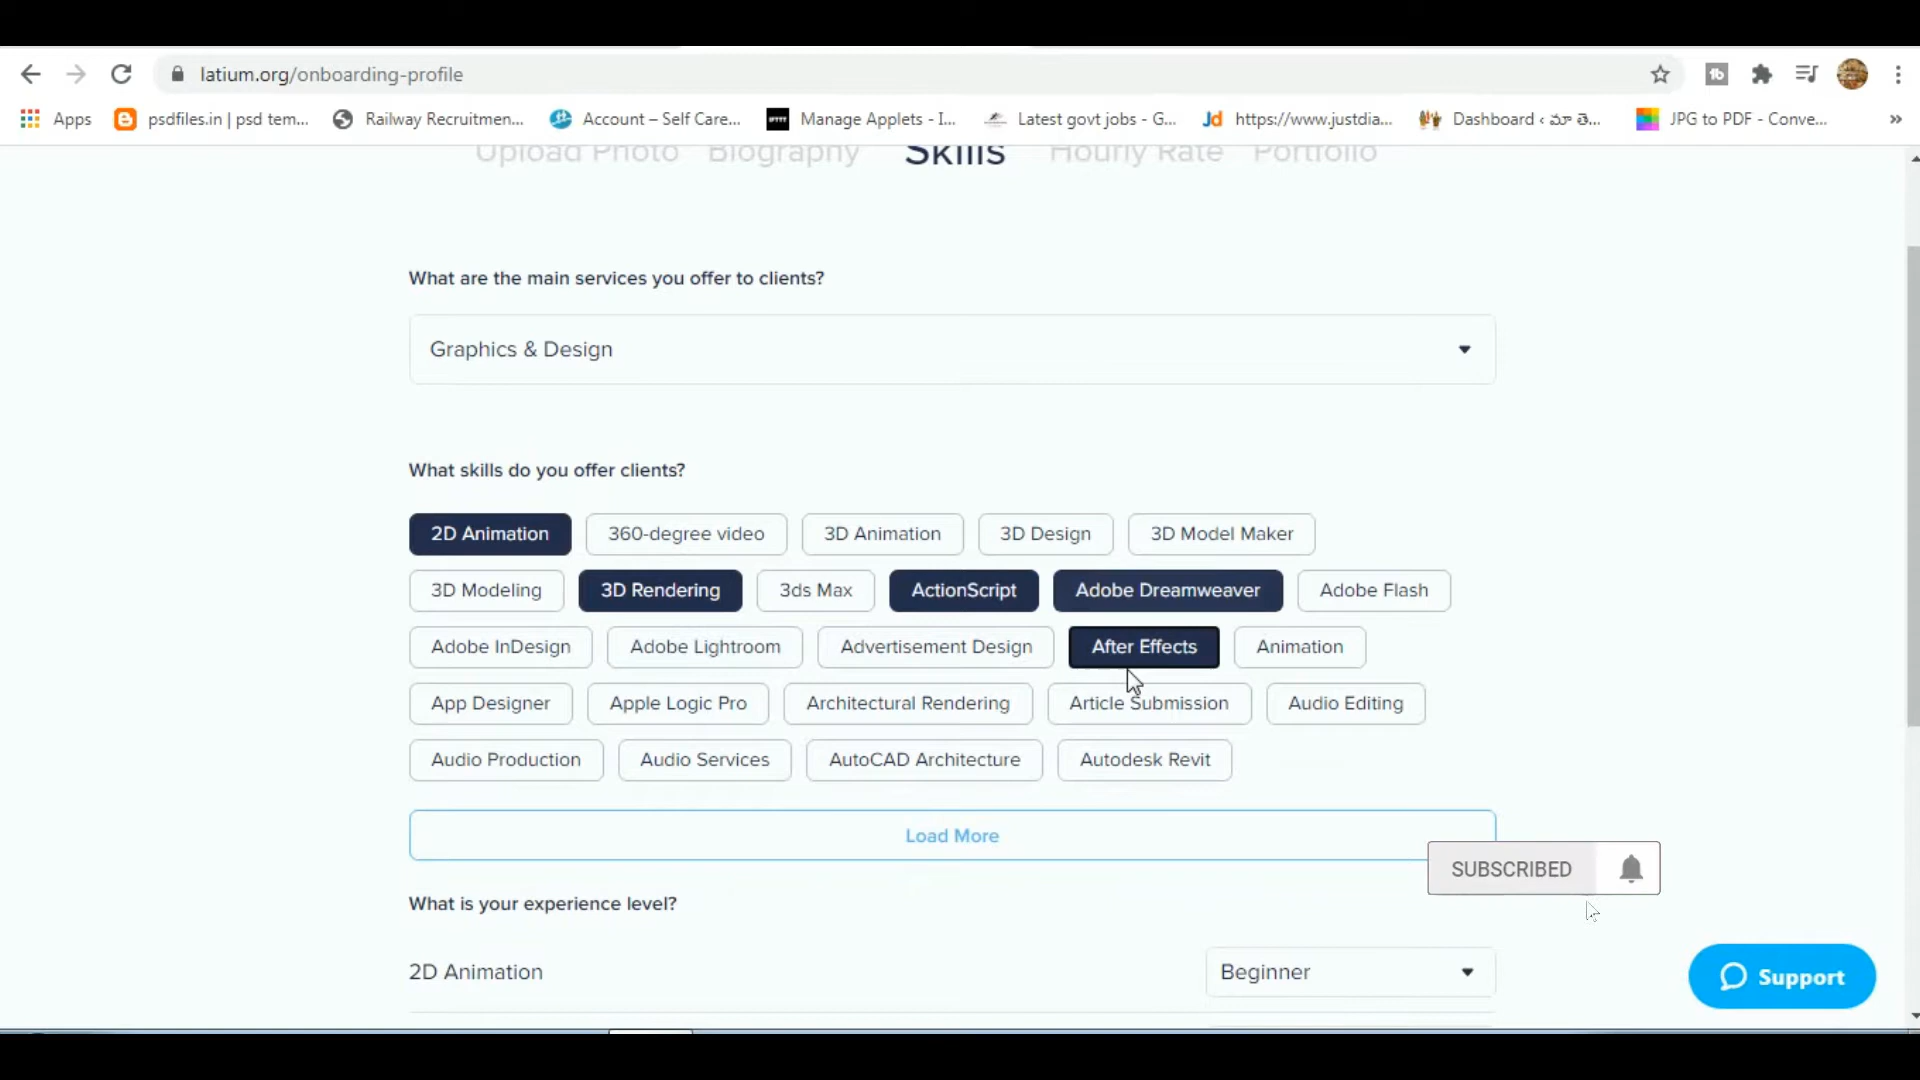 latium.org/onboarding-profile
Apps psdfiles.in | psd tem... Railway Recruitmen... Account – Self Care... IFTTT Manage Applets - I... Latest govt jobs - G... Jd https://www.justdia... Dashboard ‹ మా తె... JPG to PDF - Conve... »
Upload Photo Biography Skills Hourly Rate Portfolio
What are the main services you offer to clients?
Graphics & Design
What skills do you offer clients?
2D Animation 360-degree video 3D Animation 3D Design 3D Model Maker
3D Modeling 3D Rendering 3ds Max ActionScript Adobe Dreamweaver Adobe Flash
Adobe InDesign Adobe Lightroom Advertisement Design After Effects Animation
App Designer Apple Logic Pro Architectural Rendering Article Submission Audio Editing
Audio Production Audio Services AutoCAD Architecture Autodesk Revit
Load More
SUBSCRIBED
What is your experience level?
2D Animation Beginner
Support